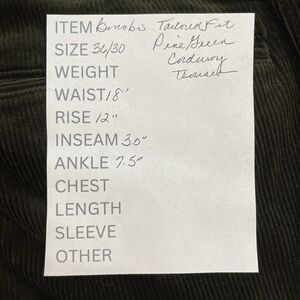 ITEM Bonobos Tailored Fit
SIZE 36/30 Pine Green
WEIGHT Corduroy
WAIST 18" Trouser
RISE 12"
INSEAM 30"
ANKLE 7.5"
CHEST
LENGTH
SLEEVE
OTHER